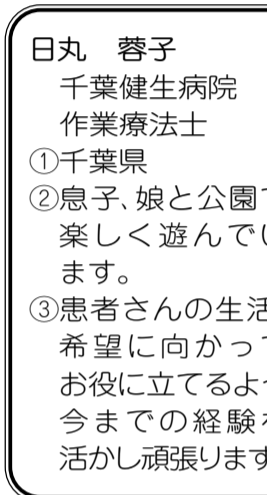 日丸　蓉子
千葉健生病院
作業療法士
①千葉県
②息子、娘と公園
楽しく遊んで
ます。
③患者さんの生活
希望に向かっ
お役に立てるよ
今までの経験
活かし頑張ります